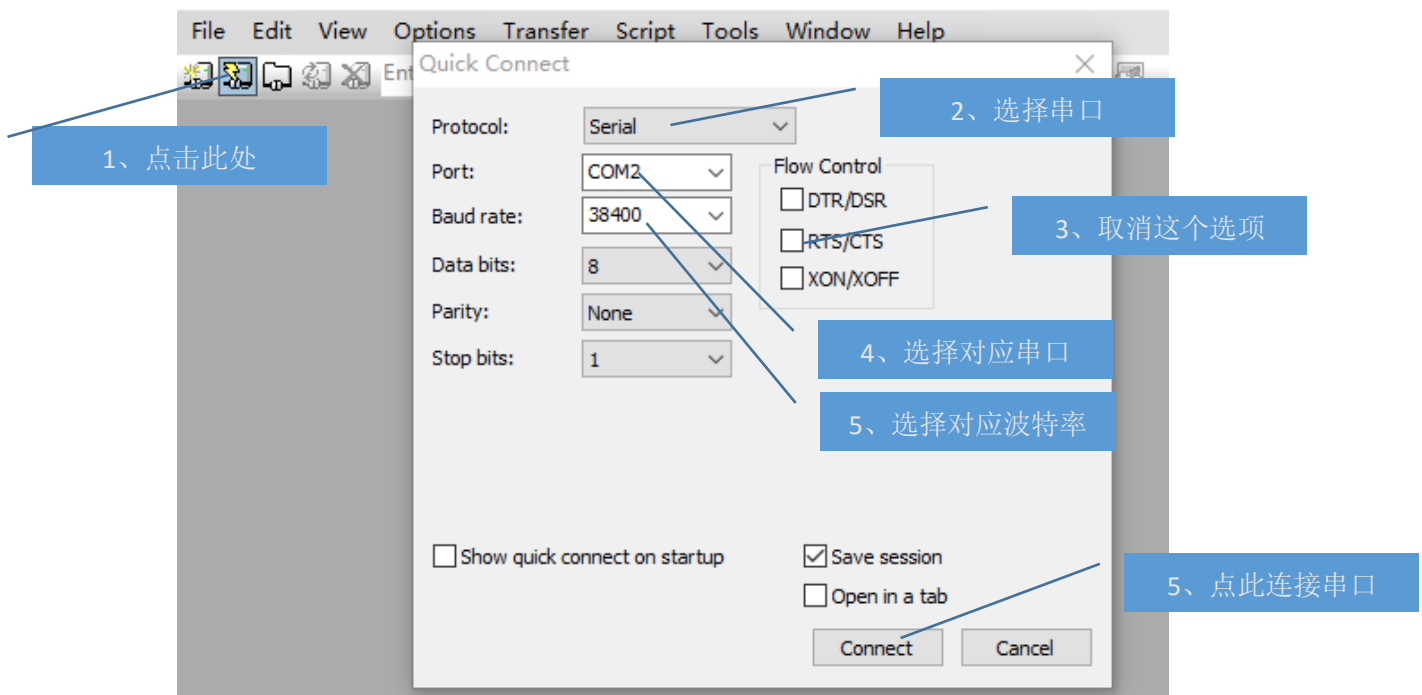 File Edit View Options Transfer Script Tools Window Help
Quick Connect
Ent
1、点击此处
Protocol: Serial
2、选择串口
Port: COM2
Flow Control
DTR/DSR
Baud rate: 38400
RTS/CTS
3、取消这个选项
Data bits: 8
XON/XOFF
Parity: None
Stop bits: 1
4、选择对应串口
5、选择对应波特率
Show quick connect on startup
Save session
Open in a tab
5、点此连接串口
Connect Cancel